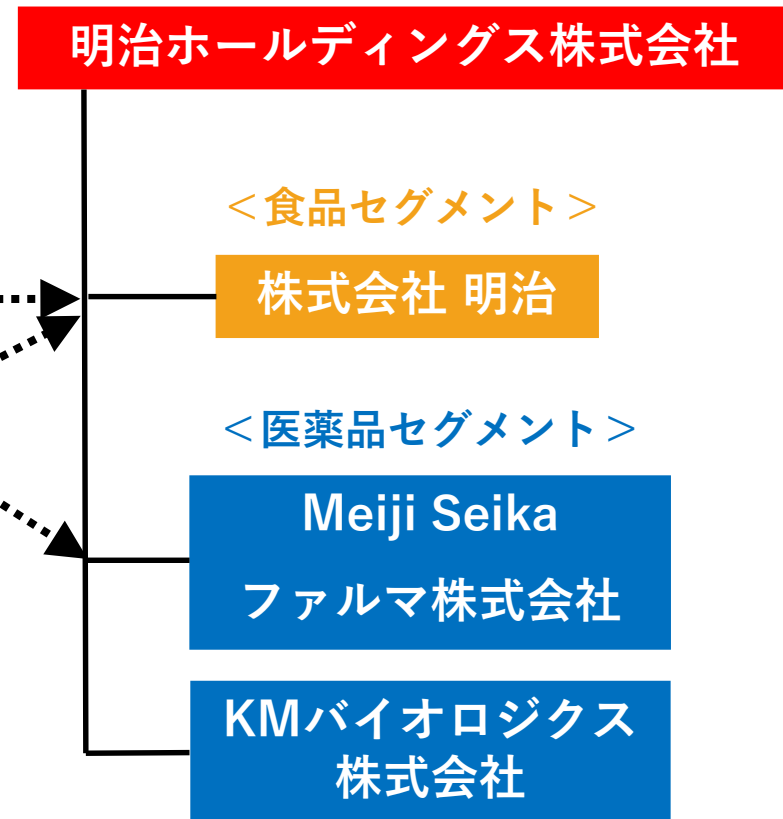 明治ホールディングス株式会社
＜食品セグメント＞
株式会社 明治
＜医薬品セグメント＞
Meiji Seika
ファルマ株式会社
KMバイオロジクス
株式会社